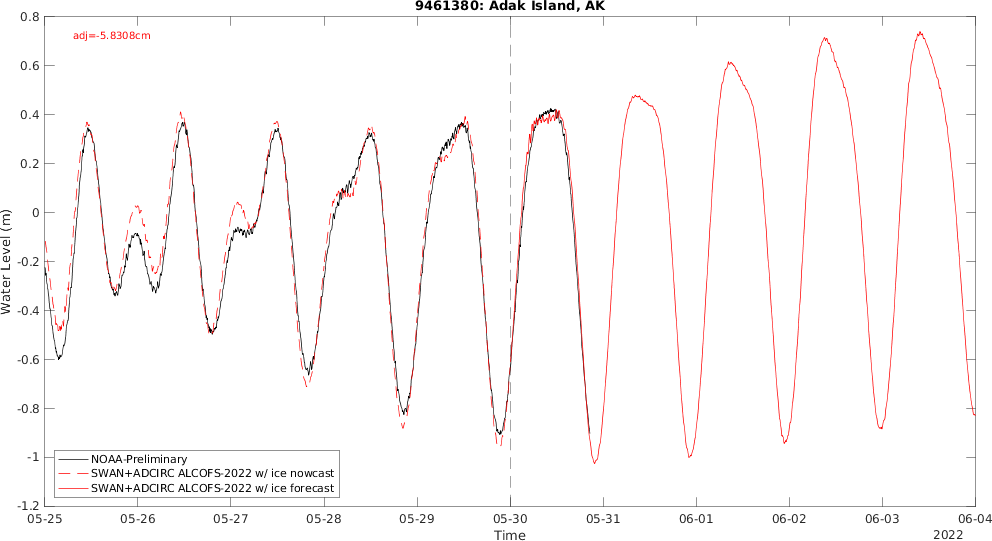 9461380: Adak Island, AK
adj=-5.8308cm
0.8
0.6
0.4
0.2
0
-0.2
-0.4
-0.6
-0.8
-1
-1.2
Water Level (m)
NOAA-Preliminary
SWAN+ADCIRC ALCOFS-2022 w/ ice nowcast
SWAN+ADCIRC ALCOFS-2022 w/ ice forecast
05-25 05-26 05-27 05-28 05-29 05-30 05-31 06-01 06-02 06-03 06-04
Time
2022